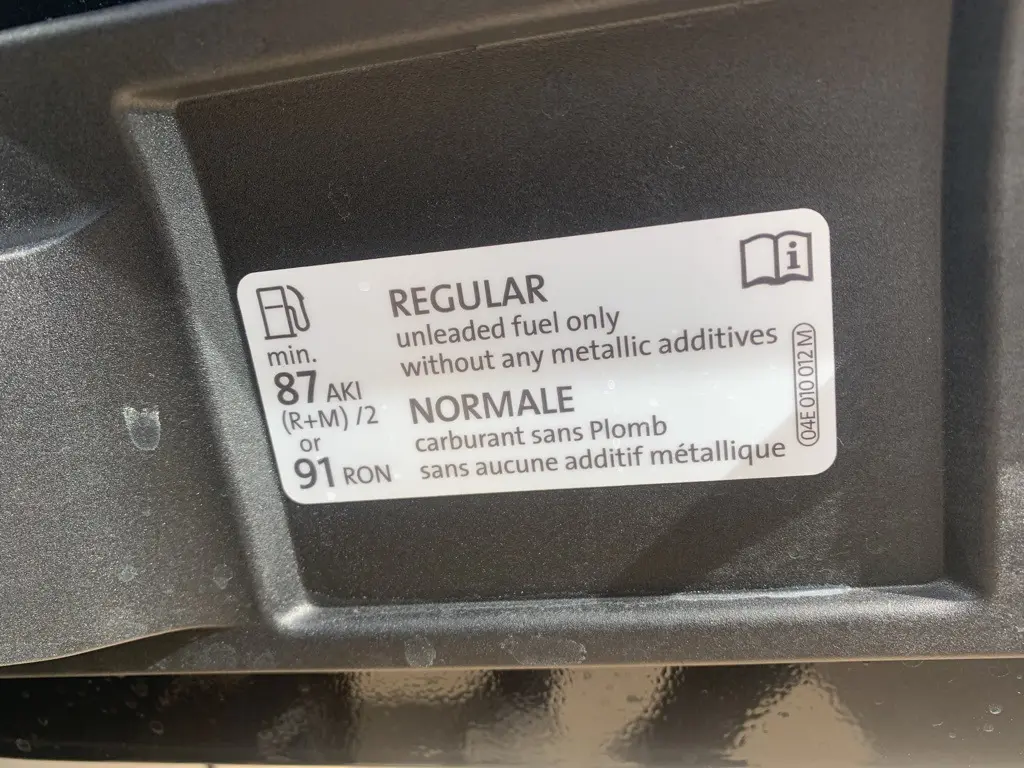 min.
87 AKI
(R+M) /2
or
91 RON
REGULAR
unleaded fuel only
without any metallic additives
NORMALE
carburant sans Plomb
sans aucune additif métallique
i
04E 010 012 M